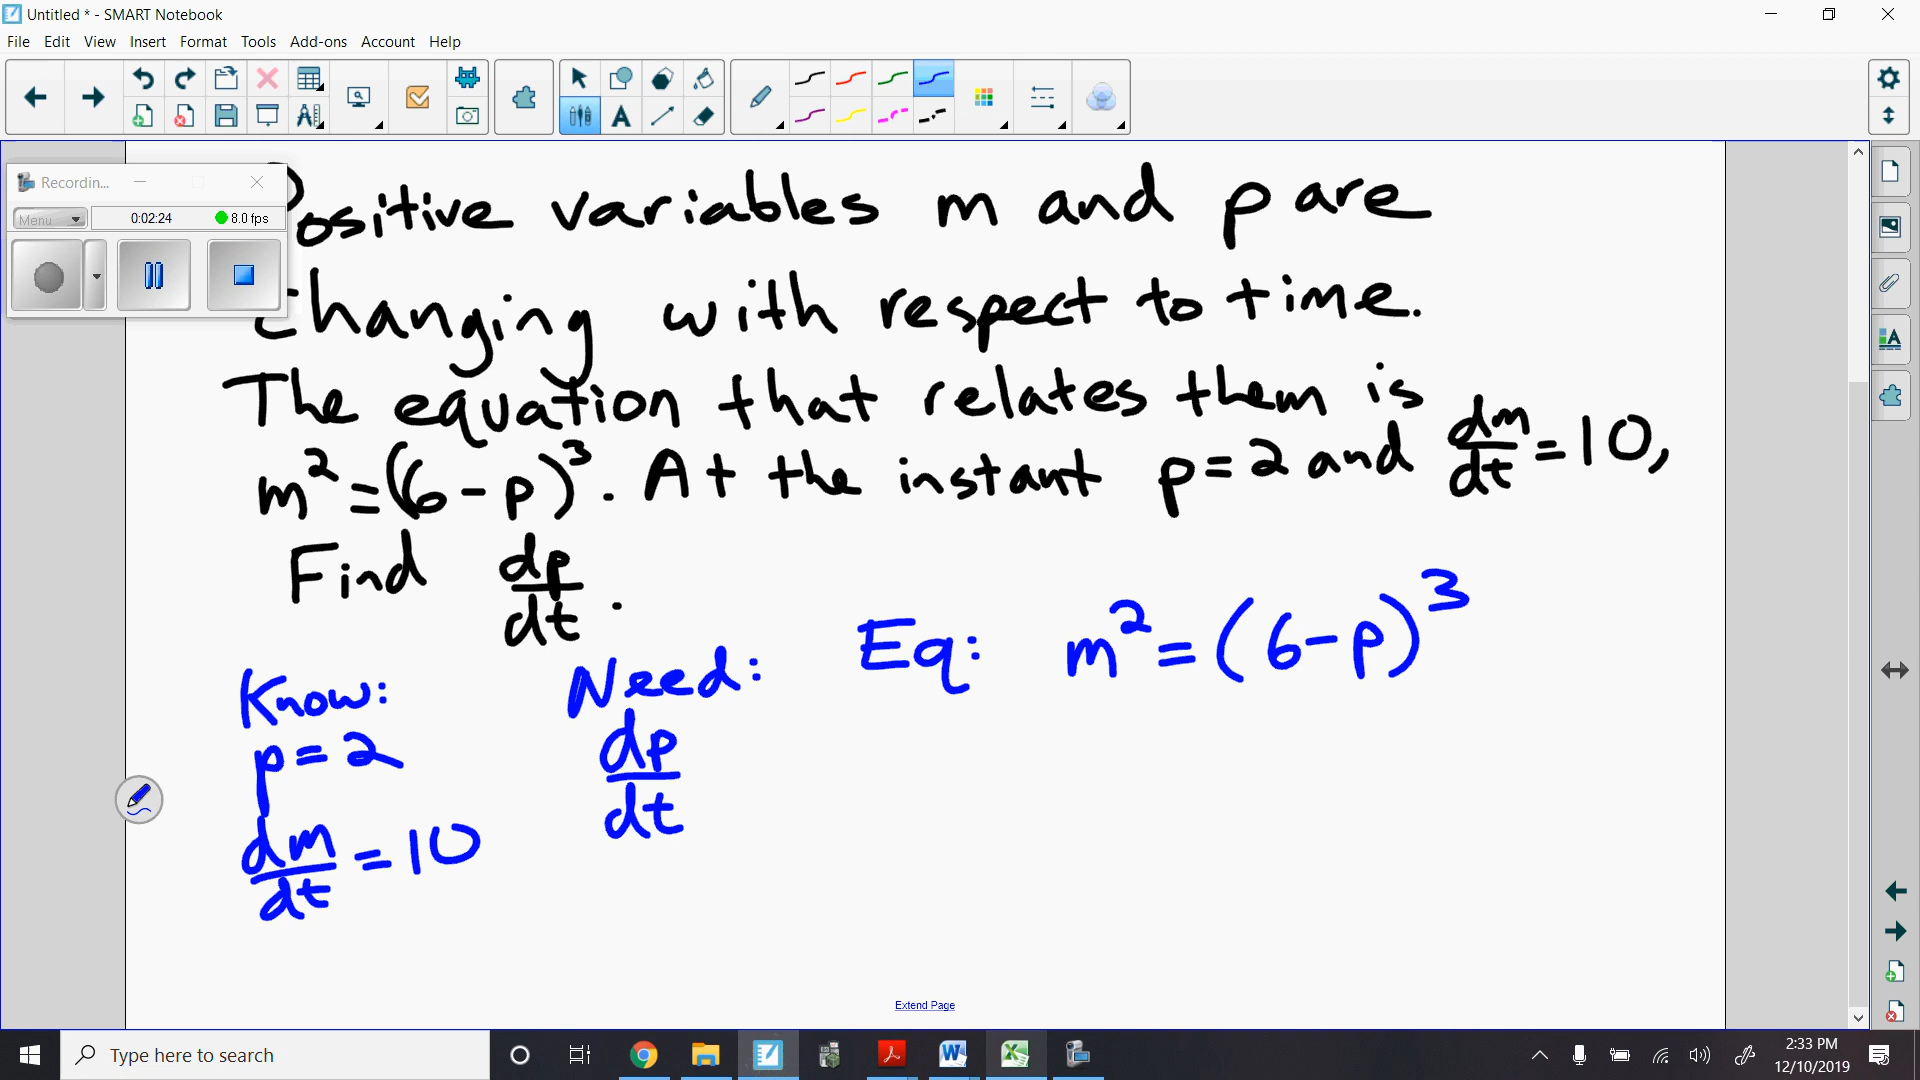 Untitled * - SMART Notebook
File Edit View Insert Format Tools Add-ons Account Help
Recordin...
Menu 0:02:24 8.0 fps
Positive variables m and p are
changing with respect to time.
The equation that relates them is
m²=(6-p)³. At the instant p=2 and dm/dt=10,
Find dp/dt.
Eq: m²=(6-p)³
Know: Need:
p=2 dp/dt
dm/dt=10
Extend Page
Type here to search
2:33 PM
12/10/2019